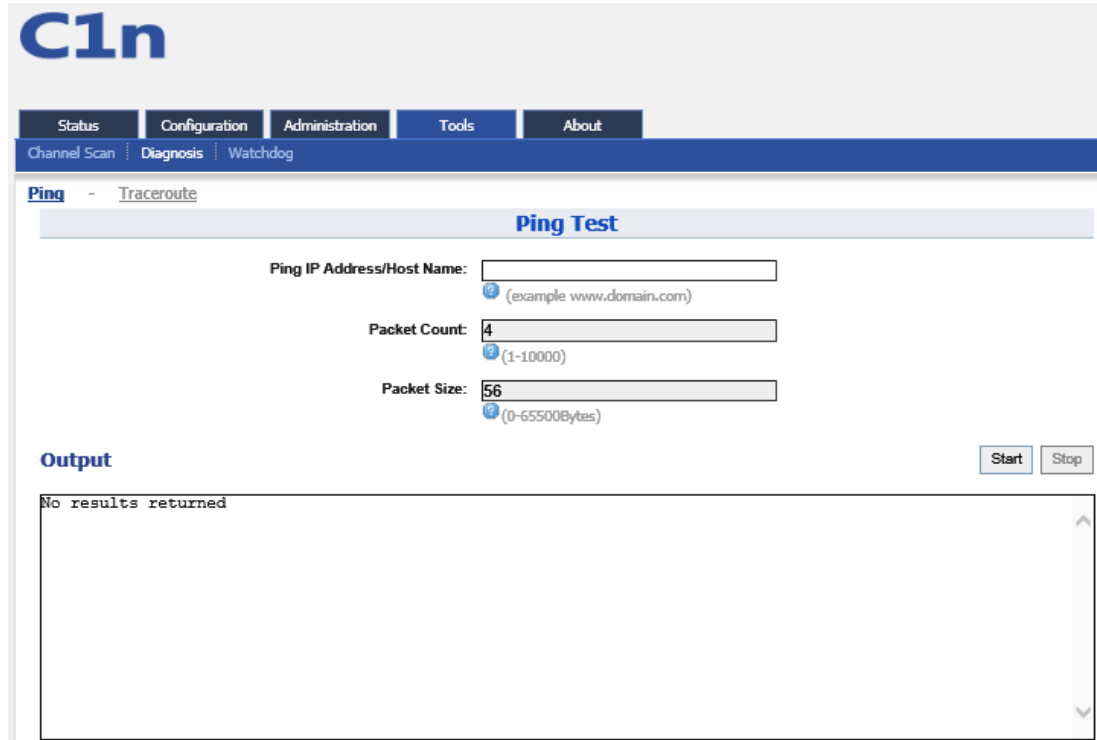 C1n
Status Configuration Administration Tools About
Channel Scan Diagnosis Watchdog
Ping - Traceroute
Ping Test
Ping IP Address/Host Name:
(example www.domain.com)
Packet Count: 4
(1-10000)
Packet Size: 56
(0-65500Bytes)
Output Start Stop
No results returned